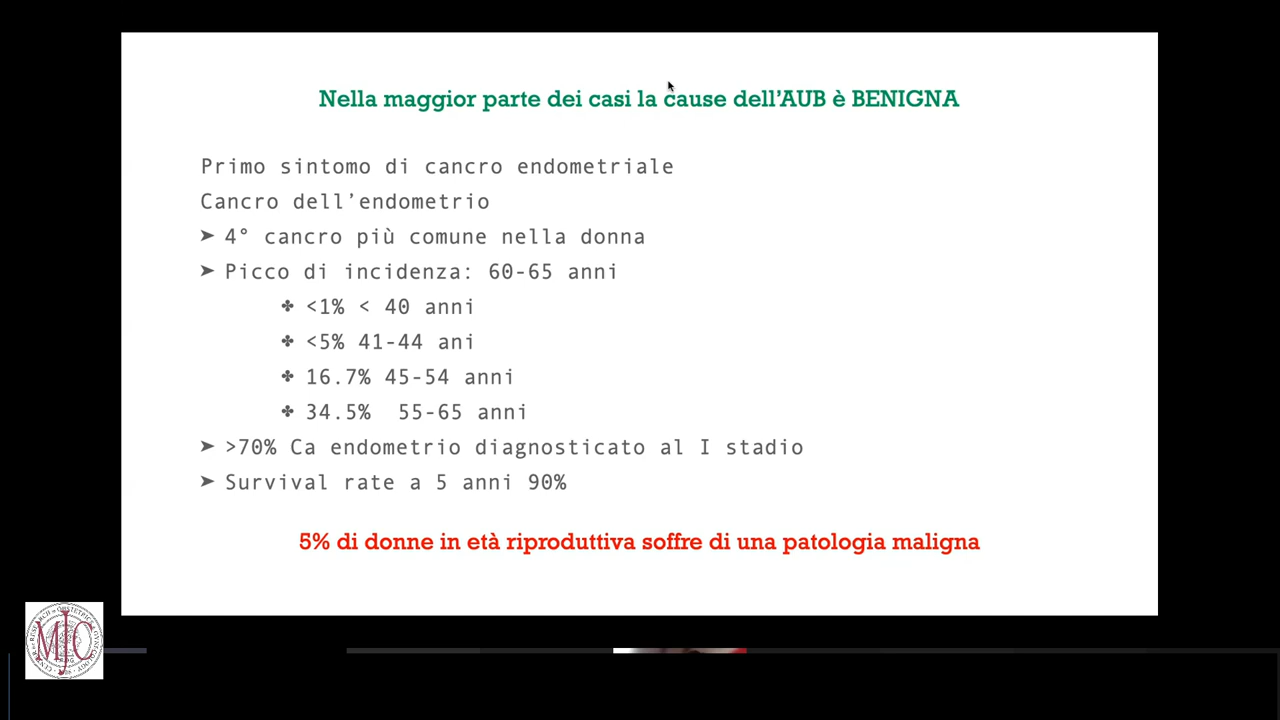 Nella maggior parte dei casi la cause dell'AUB è BENIGNA
Primo sintomo di cancro endometriale
Cancro dell'endometrio
➤ 4° cancro più comune nella donna
➤ Picco di incidenza: 60-65 anni
✤ <1% < 40 anni
✤ <5% 41-44 ani
✤ 16.7% 45-54 anni
✤ 34.5% 55-65 anni
➤ >70% Ca endometrio diagnosticato al I stadio
➤ Survival rate a 5 anni 90%
5% di donne in età riproduttiva soffre di una patologia maligna
MJC